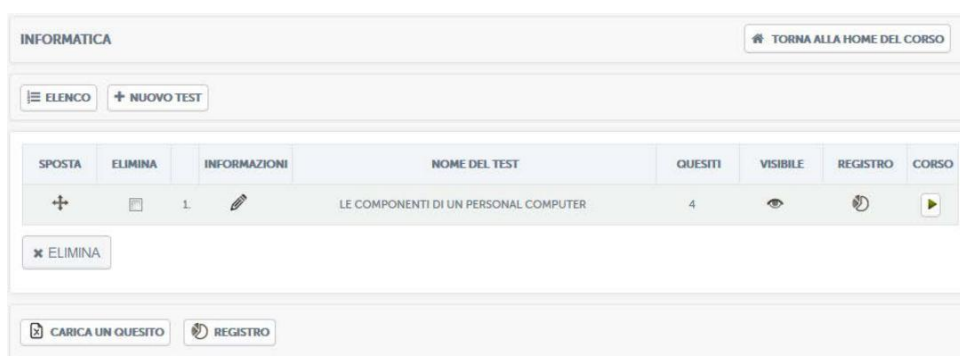 INFORMATICA
TORNA ALLA HOME DEL CORSO
ELENCO
NUOVO TEST
SPOSTA ELIMINA INFORMAZIONI NOME DEL TEST QUESITI VISIBILE REGISTRO CORSO
1. LE COMPONENTI DI UN PERSONAL COMPUTER 4
ELIMINA
CARICA UN QUESITO
REGISTRO